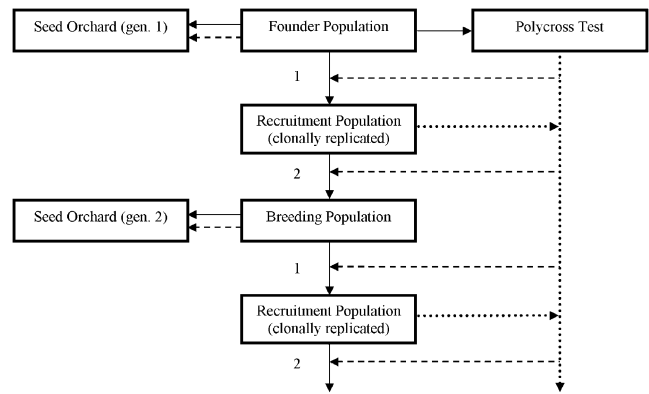 Seed Orchard (gen. 1)
Founder Population
Polycross Test
1
Recruitment Population
(clonally replicated)
2
Seed Orchard (gen. 2)
Breeding Population
1
Recruitment Population
(clonally replicated)
2